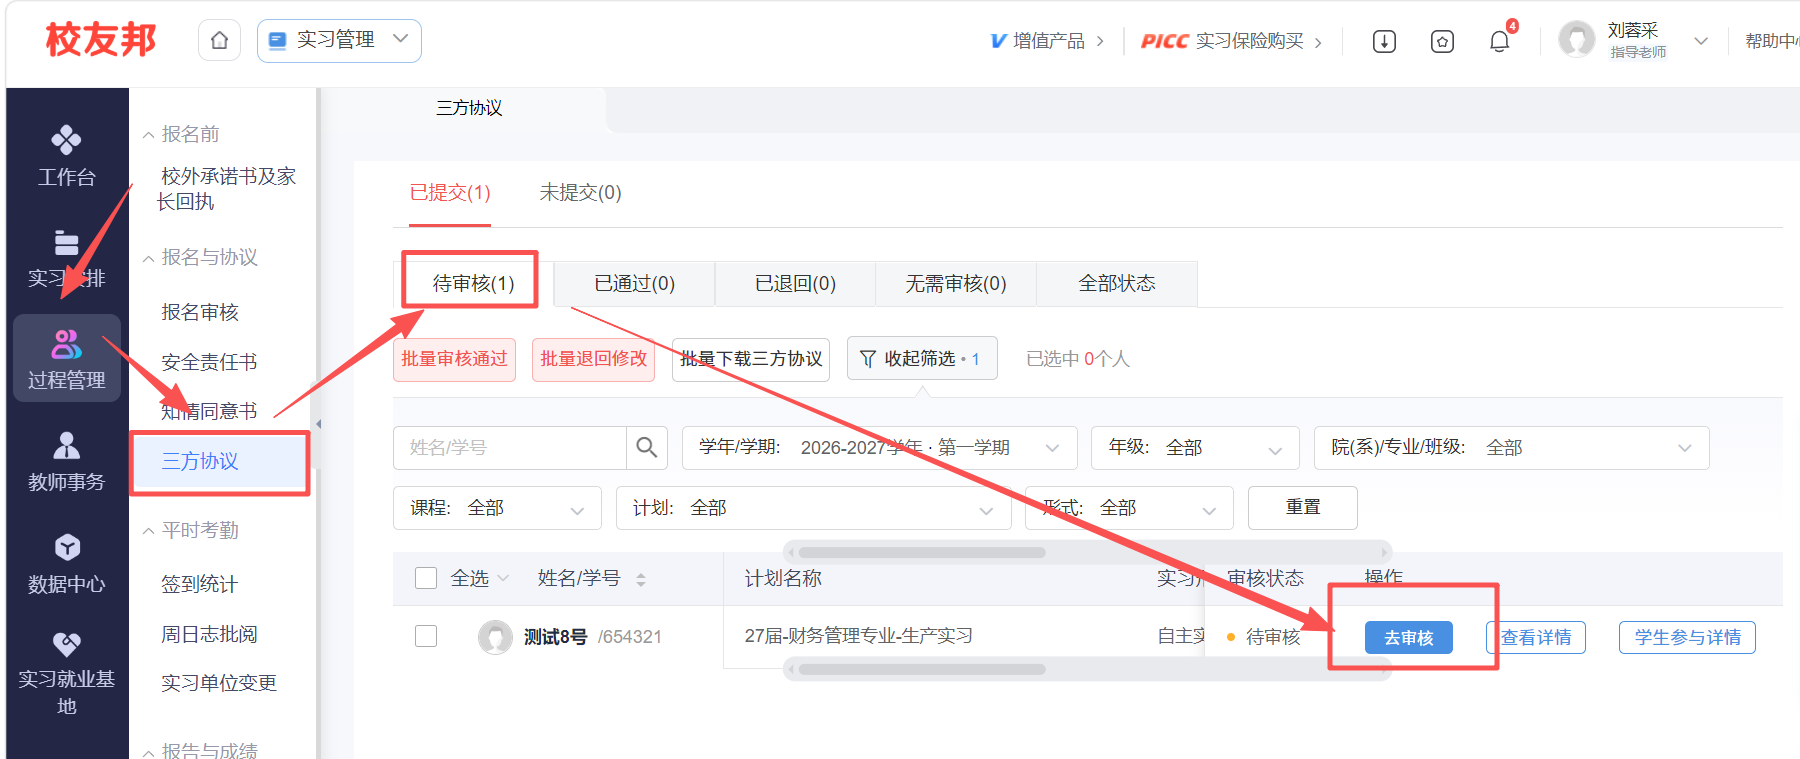 校友邦
实习管理
增值产品
PICC 实习保险购买
4
刘蓉采
指导老师
帮助中
工作台
实习 排
过程管理
教师事务
数据中心
实习就业基
地
报名前
校外承诺书及家
长回执
报名与协议
报名审核
安全责任书
知情同意书
三方协议
平时考勤
签到统计
周日志批阅
实习单位变更
报告与成绩
三方协议
已提交(1) 未提交(0)
待审核(1) 已通过(0) 已退回(0) 无需审核(0) 全部状态
批量审核通过 批量退回修改 批量下载三方协议 收起筛选 • 1 已选中 0个人
姓名/学号 学年/学期: 2026-2027学年 · 第一学期 年级: 全部 院(系)/专业/班级: 全部
课程: 全部 计划: 全部 形式: 全部 重置
全选 姓名/学号 计划名称 实习 审核状态 操作
测试8号 /654321 27届-财务管理专业-生产实习 自主实 待审核 去审核 查看详情 学生参与详情